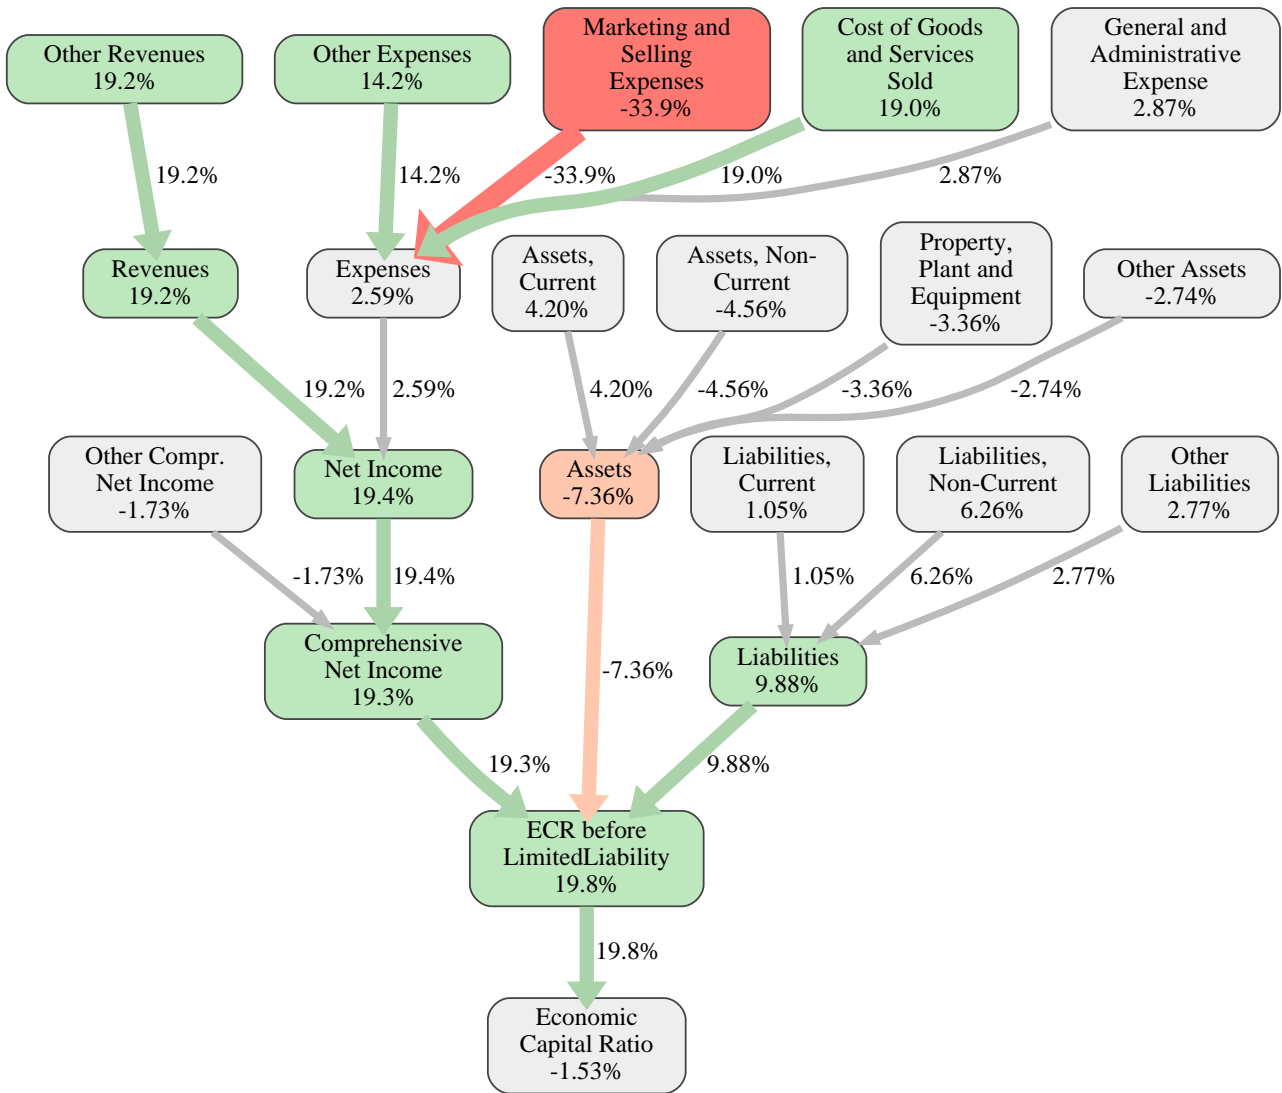 Other Revenues
19.2%
Other Expenses
14.2%
Marketing and
Selling
Expenses
-33.9%
Cost of Goods
and Services
Sold
19.0%
General and
Administrative
Expense
2.87%
19.2%
14.2%
-33.9%
19.0%
2.87%
Revenues
19.2%
Expenses
2.59%
Assets,
Current
4.20%
Assets, Non-
Current
-4.56%
Property,
Plant and
Equipment
-3.36%
Other Assets
-2.74%
19.2%
2.59%
4.20%
-4.56%
-3.36%
-2.74%
Other Compr.
Net Income
-1.73%
Net Income
19.4%
Assets
-7.36%
Liabilities,
Current
1.05%
Liabilities,
Non-Current
6.26%
Other
Liabilities
2.77%
-1.73%
19.4%
1.05%
6.26%
2.77%
Comprehensive
Net Income
19.3%
-7.36%
Liabilities
9.88%
19.3%
9.88%
ECR before
LimitedLiability
19.8%
19.8%
Economic
Capital Ratio
-1.53%